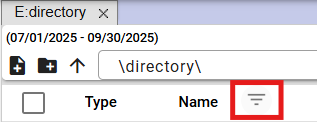 E:directory
(07/01/2025 - 09/30/2025)
\directory\
Type Name